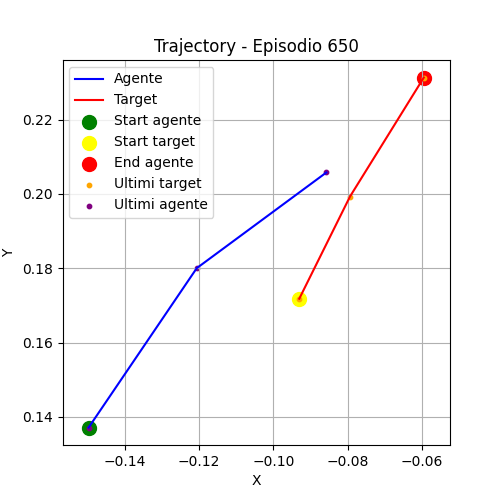 Trajectory - Episodio 650
Agente
Target
Start agente
Start target
End agente
Ultimi target
Ultimi agente
0.22
0.20
0.18
0.16
0.14
Y
−0.14
−0.12
−0.10
−0.08
−0.06
X